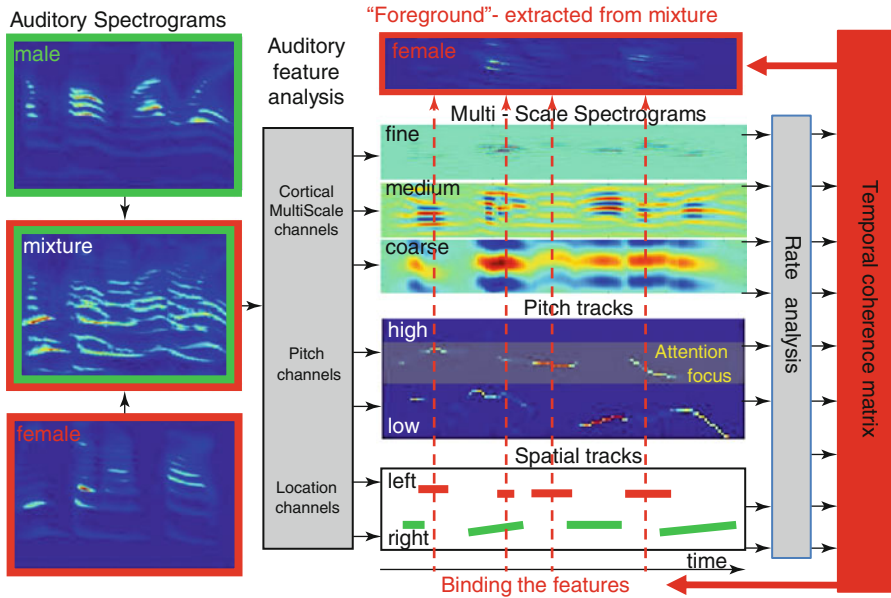 Auditory Spectrograms
male
mixture
female
Auditory
feature
analysis
Cortical
MultiScale
channels
Pitch
channels
Location
channels
“Foreground”- extracted from mixture
female
Multi - Scale Spectrograms
fine
medium
coarse
Pitch tracks
high
Attention
focus
low
Spatial tracks
left
right
time
Binding the features
Rate analysis
Temporal coherence matrix